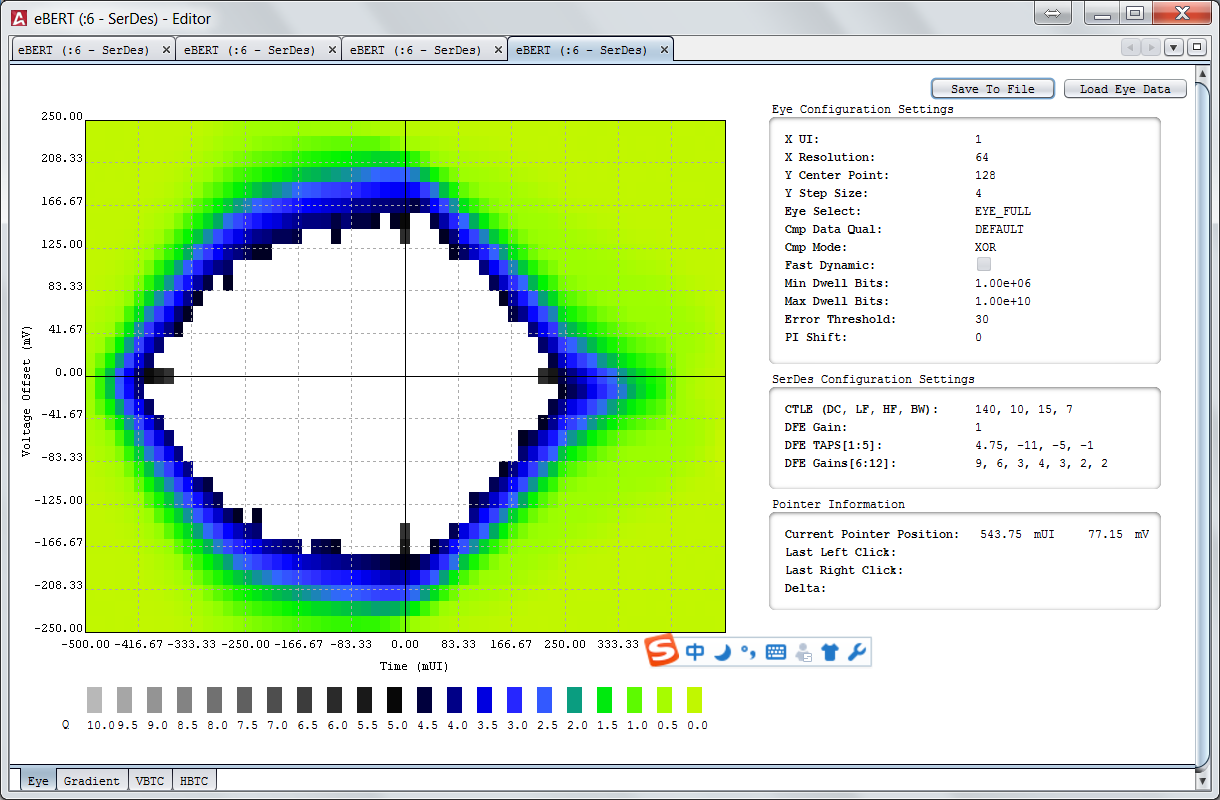 eBERT (:6 - SerDes) - Editor
eBERT (:6 - SerDes) eBERT (:6 - SerDes) eBERT (:6 - SerDes) eBERT (:6 - SerDes)
Save To File Load Eye Data
Eye Configuration Settings
X UI: 1
X Resolution: 64
Y Center Point: 128
Y Step Size: 4
Eye Select: EYE_FULL
Cmp Data Qual: DEFAULT
Cmp Mode: XOR
Fast Dynamic:
Min Dwell Bits: 1.00e+06
Max Dwell Bits: 1.00e+10
Error Threshold: 30
PI Shift: 0
SerDes Configuration Settings
CTLE (DC, LF, HF, BW): 140, 10, 15, 7
DFE Gain: 1
DFE TAPS[1:5]: 4.75, -11, -5, -1
DFE Gains[6:12]: 9, 6, 3, 4, 3, 2, 2
Pointer Information
Current Pointer Position: 543.75 mUI 77.15 mV
Last Left Click:
Last Right Click:
Delta:
250.00
208.33
166.67
125.00
83.33
41.67
0.00
-41.67
-83.33
-125.00
-166.67
-208.33
-250.00
Voltage Offset (mV)
-500.00 -416.67 -333.33 -250.00 -166.67 -83.33 0.00 83.33 166.67 250.00 333.33
Time (mUI)
S 中
Q 10.0 9.5 9.0 8.5 8.0 7.5 7.0 6.5 6.0 5.5 5.0 4.5 4.0 3.5 3.0 2.5 2.0 1.5 1.0 0.5 0.0
Eye Gradient VBTC HBTC